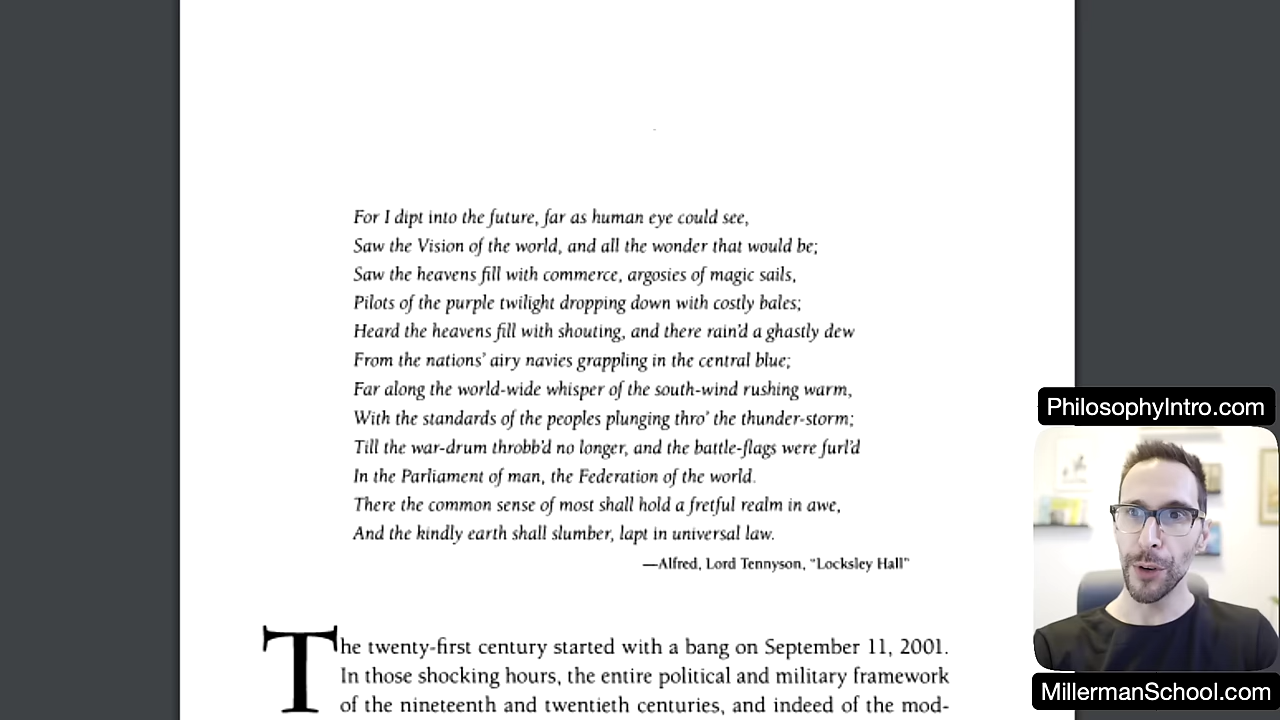 For I dipt into the future, far as human eye could see,
Saw the Vision of the world, and all the wonder that would be;
Saw the heavens fill with commerce, argosies of magic sails,
Pilots of the purple twilight dropping down with costly bales;
Heard the heavens fill with shouting, and there rain'd a ghastly dew
From the nations' airy navies grappling in the central blue;
Far along the world-wide whisper of the south-wind rushing warm,
With the standards of the peoples plunging thro' the thunder-storm;
Till the war-drum throbb'd no longer, and the battle-flags were furl'd
In the Parliament of man, the Federation of the world.
There the common sense of most shall hold a fretful realm in awe,
And the kindly earth shall slumber, lapt in universal law.
—Alfred, Lord Tennyson, "Locksley Hall"
The twenty-first century started with a bang on September 11, 2001.
In those shocking hours, the entire political and military framework
of the nineteenth and twentieth centuries, and indeed of the mod-
PhilosophyIntro.com
MillermanSchool.com